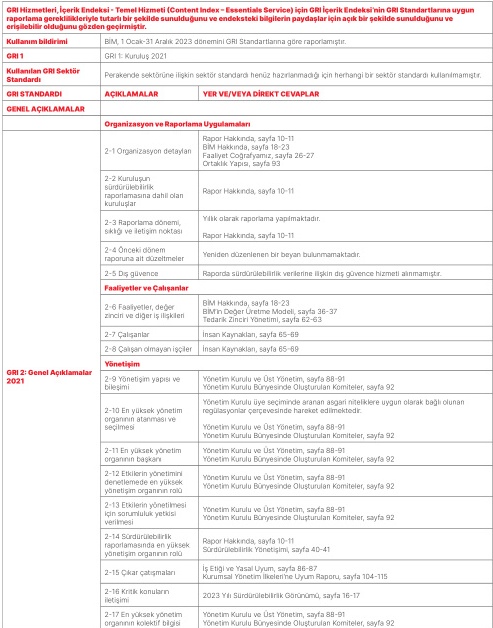 GRI Hizmetleri, İçerik Endeksi - Temel Hizmeti (Content Index – Essentials Service) için GRI İçerik Endeksi'nin GRI Standartlarına uygun
raporlama gereklilikleriyle tutarlı bir şekilde sunulduğunu ve endeksteki bilgilerin paydaşlar için açık bir şekilde sunulduğunu ve
erişilebilir olduğunu gözden geçirmiştir.
Kullanım bildirimi
BİM, 1 Ocak-31 Aralık 2023 dönemini GRI Standartlarına göre raporlamıştır.
GRI 1
GRI 1: Kuruluş 2021
Kullanılan GRI Sektör
Standardı
Perakende sektörüne ilişkin sektör standardı henüz hazırlanmadığı için herhangi bir sektör standardı kullanılmamıştır.
GRI STANDARDI
AÇIKLAMALAR
YER VE/VEYA DİREKT CEVAPLAR
GENEL AÇIKLAMALAR
GRI 2: Genel Açıklamalar
2021
Organizasyon ve Raporlama Uygulamaları
2-1 Organizasyon detayları
Rapor Hakkında, sayfa 10-11
BİM Hakkında, sayfa 18-23
Faaliyet Coğrafyamız, sayfa 26-27
Ortaklık Yapısı, sayfa 93
2-2 Kuruluşun
sürdürülebilirlik
raporlamasına dahil olan
kuruluşlar
Rapor Hakkında, sayfa 10-11
2-3 Raporlama dönemi,
sıklığı ve iletişim noktası
Yıllık olarak raporlama yapılmaktadır.
Rapor Hakkında, sayfa 10-11
2-4 Önceki dönem
raporuna ait düzeltmeler
Yeniden düzenlenen bir beyan bulunmamaktadır.
2-5 Dış güvence
Raporda sürdürülebilirlik verilerine ilişkin dış güvence hizmeti alınmamıştır.
Faaliyetler ve Çalışanlar
2-6 Faaliyetler, değer
zinciri ve diğer iş ilişkileri
BİM Hakkında, sayfa 18-23
BİM'in Değer Üretme Modeli, sayfa 36-37
Tedarik Zinciri Yönetimi, sayfa 62-63
2-7 Çalışanlar
İnsan Kaynakları, sayfa 65-69
2-8 Çalışan olmayan işçiler
İnsan Kaynakları, sayfa 65-69
Yönetişim
2-9 Yönetişim yapısı ve
bileşimi
Yönetim Kurulu ve Üst Yönetim, sayfa 88-91
Yönetim Kurulu Bünyesinde Oluşturulan Komiteler, sayfa 92
2-10 En yüksek yönetim
organının atanması ve
seçilmesi
Yönetim Kurulu üye seçiminde aranan asgari niteliklere uygun olarak bağlı olunan
regülasyonlar çerçevesinde hareket edilmektedir.
Yönetim Kurulu ve Üst Yönetim, sayfa 88-91
Yönetim Kurulu Bünyesinde Oluşturulan Komiteler, sayfa 92
2-11 En yüksek yönetim
organının başkanı
Yönetim Kurulu ve Üst Yönetim, sayfa 88-91
Yönetim Kurulu Bünyesinde Oluşturulan Komiteler, sayfa 92
2-12 Etkilerin yönetimini
denetlemede en yüksek
yönetişim organının rolü
Yönetim Kurulu ve Üst Yönetim, sayfa 88-91
Yönetim Kurulu Bünyesinde Oluşturulan Komiteler, sayfa 92
2-13 Etkilerin yönetilmesi
için sorumluluk yetkisi
verilmesi
Yönetim Kurulu ve Üst Yönetim, sayfa 88-91
Yönetim Kurulu Bünyesinde Oluşturulan Komiteler, sayfa 92
2-14 Sürdürülebilirlik
raporlamasında en yüksek
yönetişim organının rolü
Rapor Hakkında, sayfa 10-11
Sürdürülebilirlik Yönetişimi, sayfa 40-41
2-15 Çıkar çatışmaları
İş Etiği ve Yasal Uyum, sayfa 86-87
Kurumsal Yönetim İlkeleri'ne Uyum Raporu, sayfa 104-115
2-16 Kritik konuların
iletişimi
2023 Yılı Sürdürülebilirlik Görünümü, sayfa 16-17
2-17 En yüksek yönetim
organının kolektif bilgisi
Yönetim Kurulu ve Üst Yönetim, sayfa 88-91
Yönetim Kurulu Bünyesinde Oluşturulan Komiteler, sayfa 92